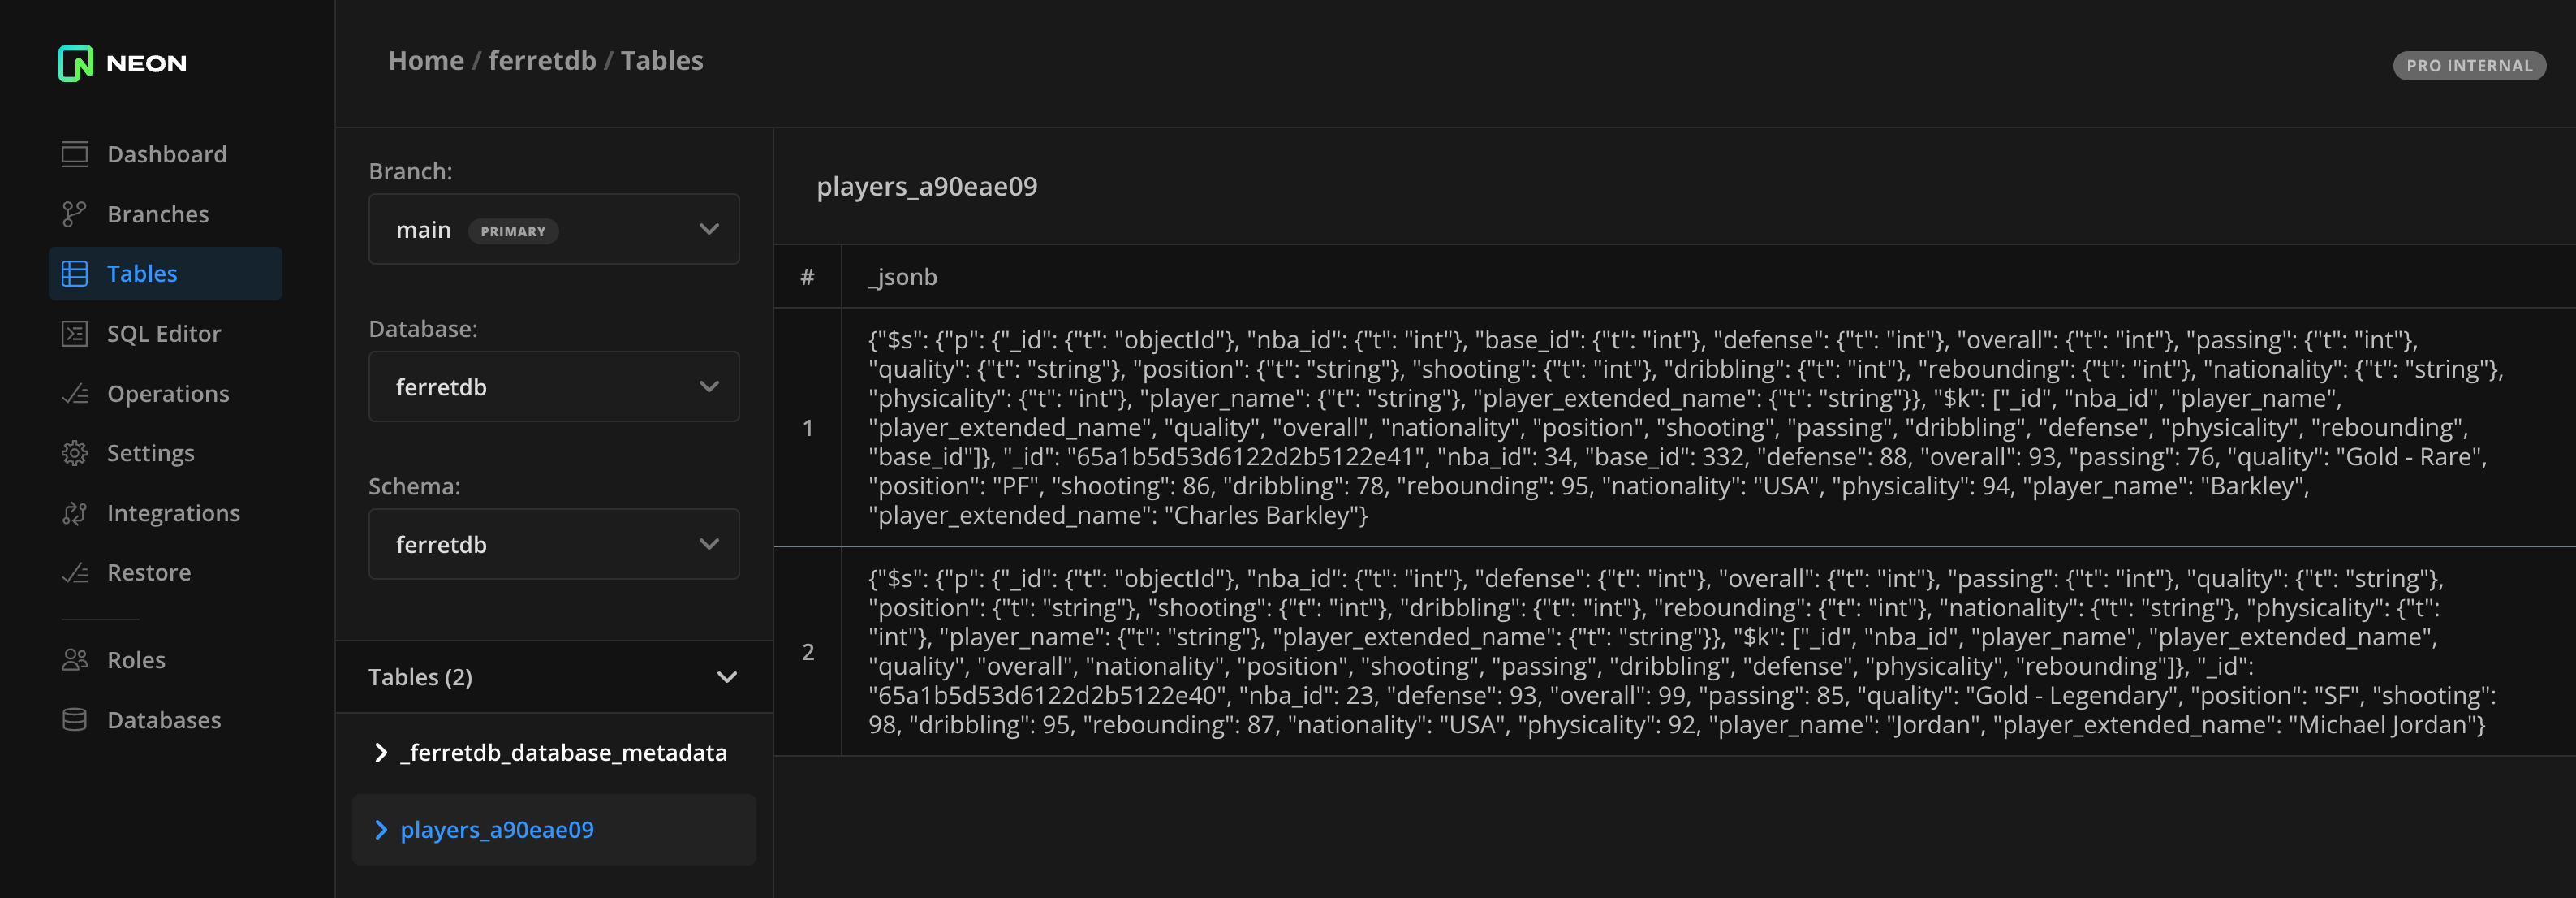 NEON
Home / ferretdb / Tables
PRO INTERNAL
Dashboard
Branches
Tables
SQL Editor
Operations
Settings
Integrations
Restore
Roles
Databases
Branch:
main PRIMARY
Database:
ferretdb
Schema:
ferretdb
Tables (2)
_ferretdb_database_metadata
players_a90eae09
players_a90eae09
# _jsonb
1
{"$s": {"p": {"_id": {"t": "objectId"}, "nba_id": {"t": "int"}, "base_id": {"t": "int"}, "defense": {"t": "int"}, "overall": {"t": "int"}, "passing": {"t": "int"},
"quality": {"t": "string"}, "position": {"t": "string"}, "shooting": {"t": "int"}, "dribbling": {"t": "int"}, "rebounding": {"t": "int"}, "nationality": {"t": "string"},
"physicality": {"t": "int"}, "player_name": {"t": "string"}, "player_extended_name": {"t": "string"}}, "$k": ["_id", "nba_id", "player_name",
"player_extended_name", "quality", "overall", "nationality", "position", "shooting", "passing", "dribbling", "defense", "physicality", "rebounding",
"base_id"]}, "_id": "65a1b5d53d6122d2b5122e41", "nba_id": 34, "base_id": 332, "defense": 88, "overall": 93, "passing": 76, "quality": "Gold - Rare",
"position": "PF", "shooting": 86, "dribbling": 78, "rebounding": 95, "nationality": "USA", "physicality": 94, "player_name": "Barkley",
"player_extended_name": "Charles Barkley"}
2
{"$s": {"p": {"_id": {"t": "objectId"}, "nba_id": {"t": "int"}, "defense": {"t": "int"}, "overall": {"t": "int"}, "passing": {"t": "int"}, "quality": {"t": "string"},
"position": {"t": "string"}, "shooting": {"t": "int"}, "dribbling": {"t": "int"}, "rebounding": {"t": "int"}, "nationality": {"t": "string"}, "physicality": {"t":
"int"}, "player_name": {"t": "string"}, "player_extended_name": {"t": "string"}}, "$k": ["_id", "nba_id", "player_name", "player_extended_name",
"quality", "overall", "nationality", "position", "shooting", "passing", "dribbling", "defense", "physicality", "rebounding"]}, "_id":
"65a1b5d53d6122d2b5122e40", "nba_id": 23, "defense": 93, "overall": 99, "passing": 85, "quality": "Gold - Legendary", "position": "SF", "shooting":
98, "dribbling": 95, "rebounding": 87, "nationality": "USA", "physicality": 92, "player_name": "Jordan", "player_extended_name": "Michael Jordan"}